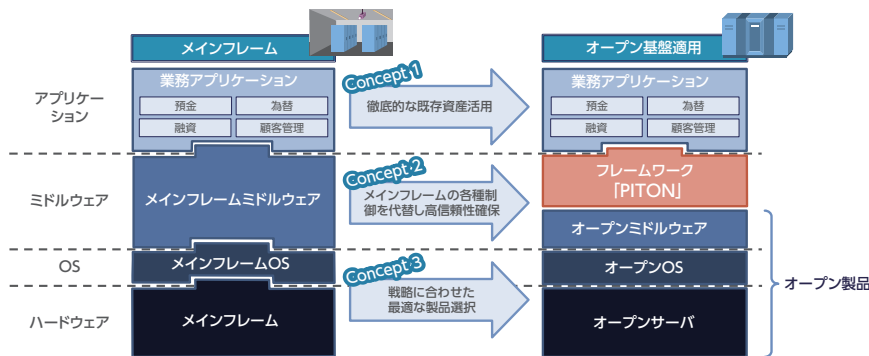 メインフレーム
オープン基盤適用
アプリケー
ション
業務アプリケーション
預金
為替
融資
顧客管理
Concept 1
徹底的な既存資産活用
業務アプリケーション
預金
為替
融資
顧客管理
ミドルウェア
メインフレームミドルウェア
Concept 2
メインフレームの各種制
御を代替し高信頼性確保
フレームワーク
「PITON」
オープンミドルウェア
OS
メインフレームOS
オープンOS
Concept 3
戦略に合わせた
最適な製品選択
オープン製品
ハードウェア
メインフレーム
オープンサーバ